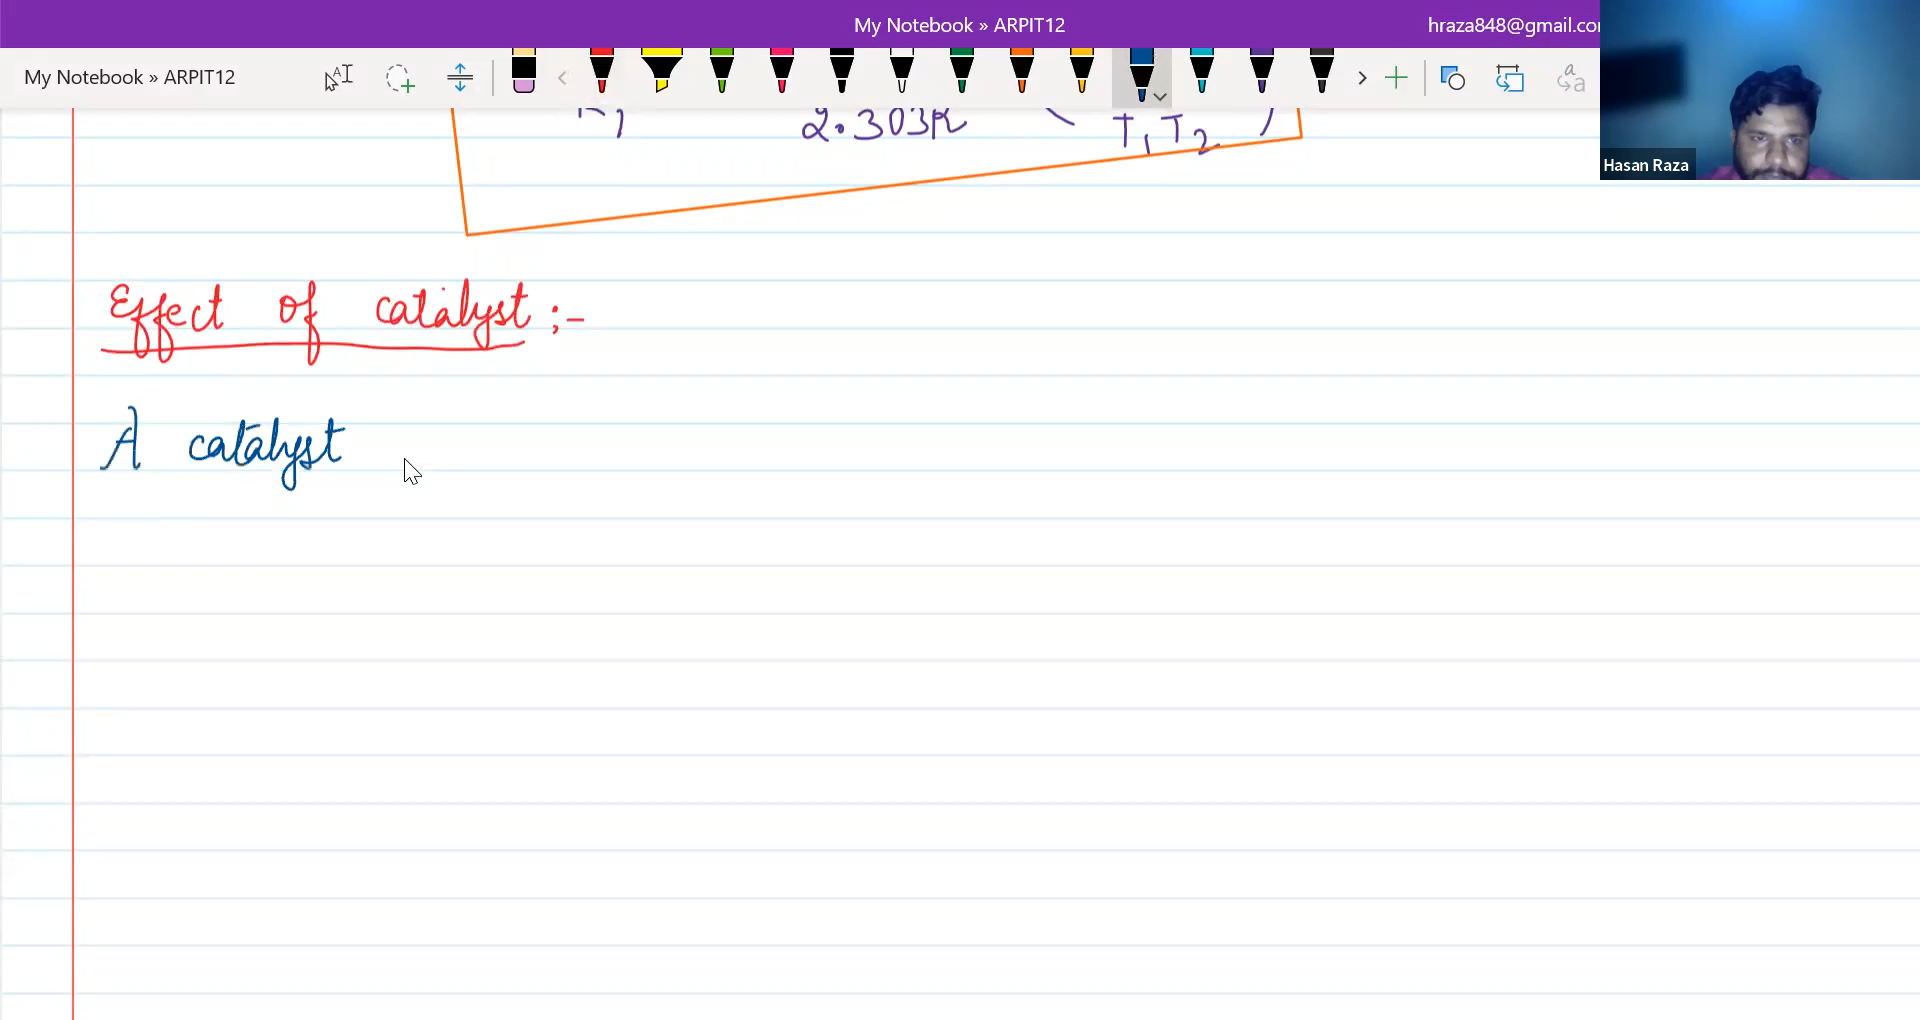 My Notebook » ARPIT12
hraza848@gmail.co
My Notebook » ARPIT12
Hasan Raza
2.303R T₁T₂
Effect of catalyst :-
A catalyst